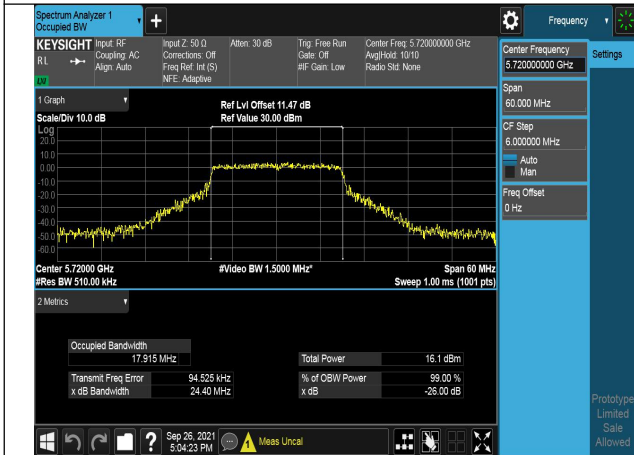 Spectrum Analyzer 1
Occupied BW
Frequency
KEYSIGHT
RL
LXI
Input: RF
Coupling: AC
Align: Auto
Input Z: 50 Ω
Corrections: Off
Freq Ref: Int (S)
NFE: Adaptive
Atten: 30 dB
Trig: Free Run
Gate: Off
#IF Gain: Low
Center Freq: 5.720000000 GHz
Avg|Hold: 10/10
Radio Std: None
1 Graph
Scale/Div 10.0 dB
Ref Lvl Offset 11.47 dB
Ref Value 30.00 dBm
Log
20.0
10.0
0.00
-10.0
-20.0
-30.0
-40.0
-50.0
-60.0
Center 5.72000 GHz
#Res BW 510.00 kHz
#Video BW 1.5000 MHz*
Span 60 MHz
Sweep 1.00 ms (1001 pts)
2 Metrics
Occupied Bandwidth
17.915 MHz
Total Power 16.1 dBm
Transmit Freq Error 94.525 kHz
% of OBW Power 99.00 %
x dB Bandwidth 24.40 MHz
x dB -26.00 dB
Center Frequency
5.720000000 GHz
Settings
Span
60.000 MHz
CF Step
6.000000 MHz
Auto
Man
Freq Offset
0 Hz
Prototype
Limited
Sale
Allowed
?
Sep 26, 2021
5:04:23 PM
Meas Uncal